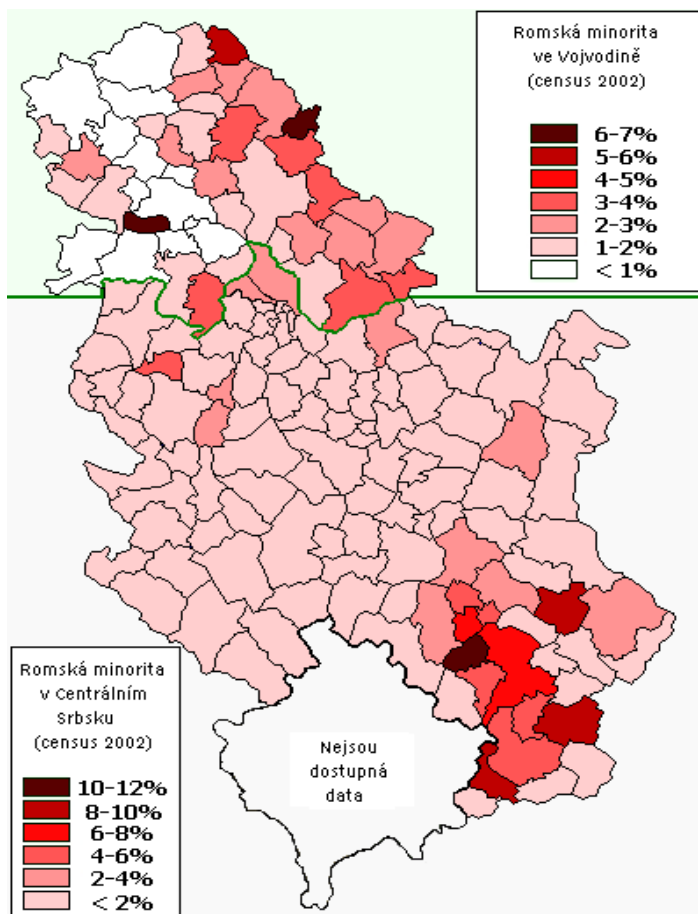 Romská minorita
ve Vojvodině
(census 2002)
6-7%
5-6%
4-5%
3-4%
2-3%
1-2%
< 1%
Romská minorita
v Centrálním
Srbsku
(census 2002)
10-12%
8-10%
6-8%
4-6%
2-4%
< 2%
Nejsou
dostupná
data